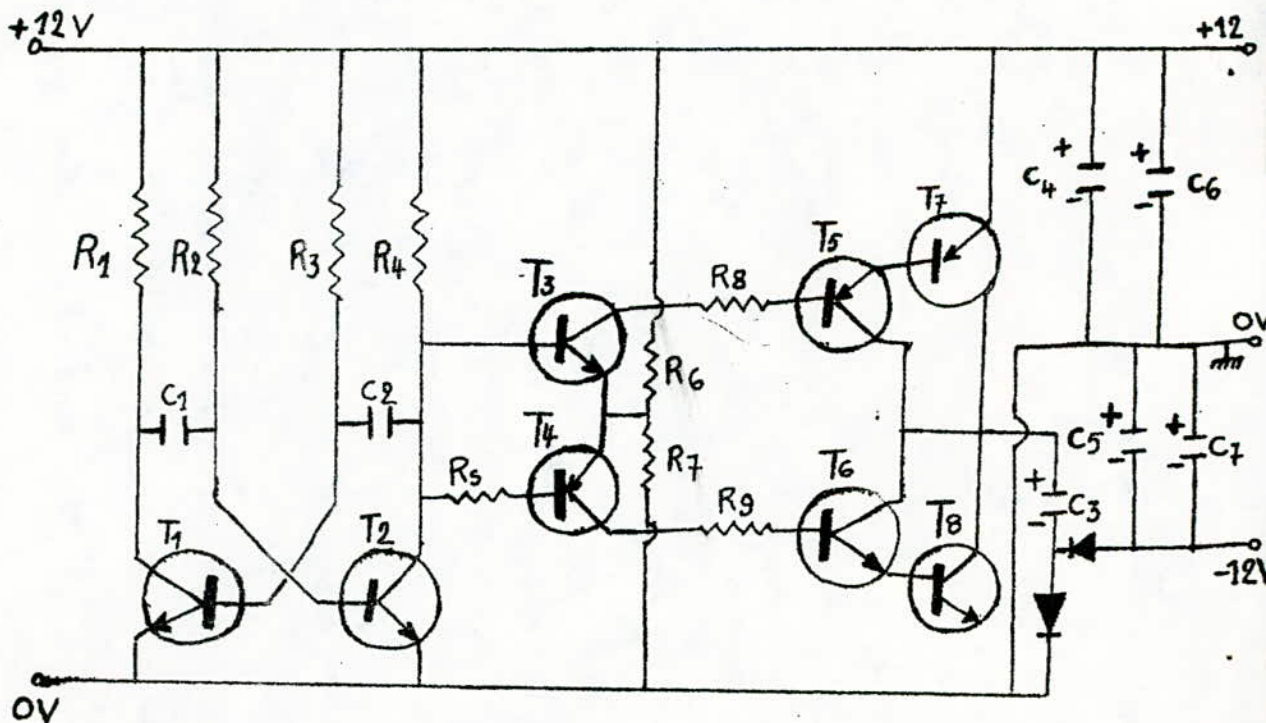 +12V
+12
R1
R2
R3
R4
C1
C2
T1
T2
T3
T4
R5
R6
R7
R8
R9
T5
T7
T6
T8
C4
+
-
C6
+
-
0V
C5
+
-
C7
+
-
C3
+
-
-12V
0V